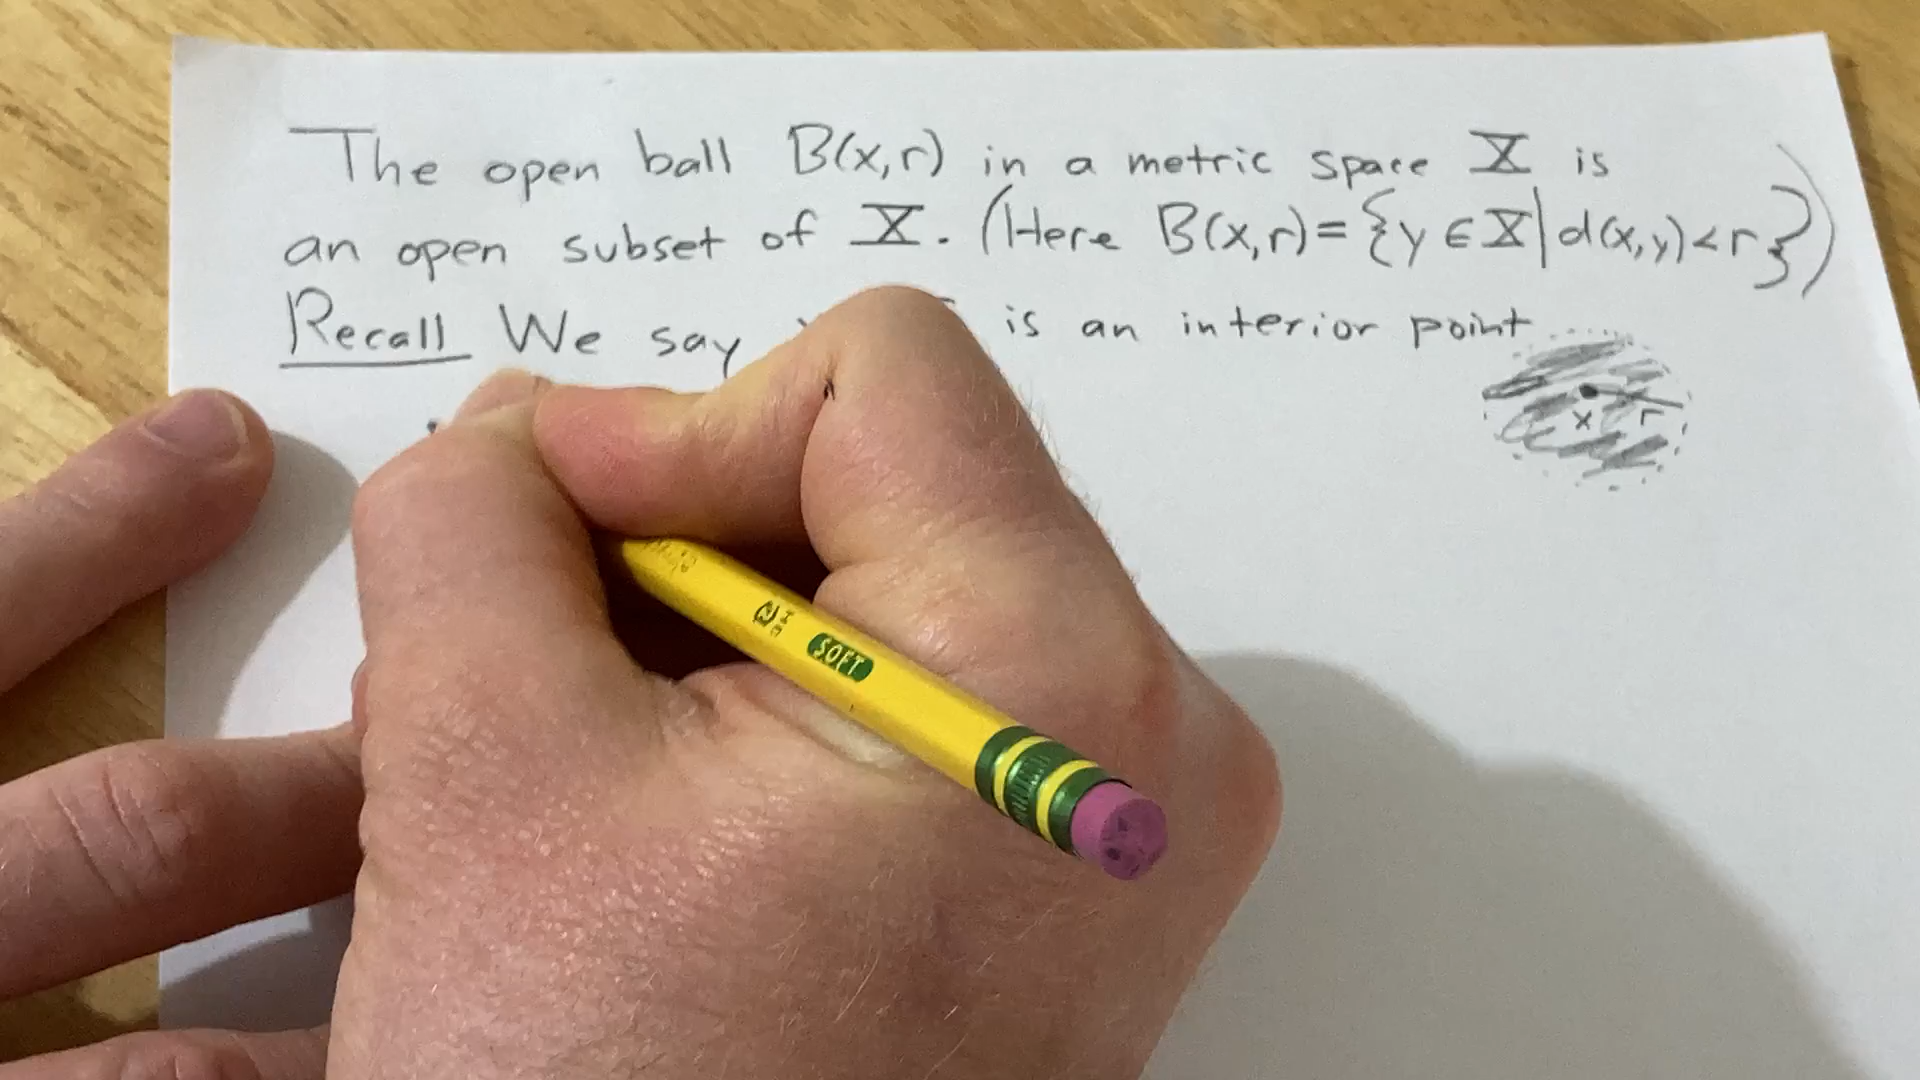 The open ball B(x,r) in a metric space X is
an open subset of X. (Here B(x,r)={y∈X|d(x,y)<r})
Recall We say is an interior point
x r
SOFT